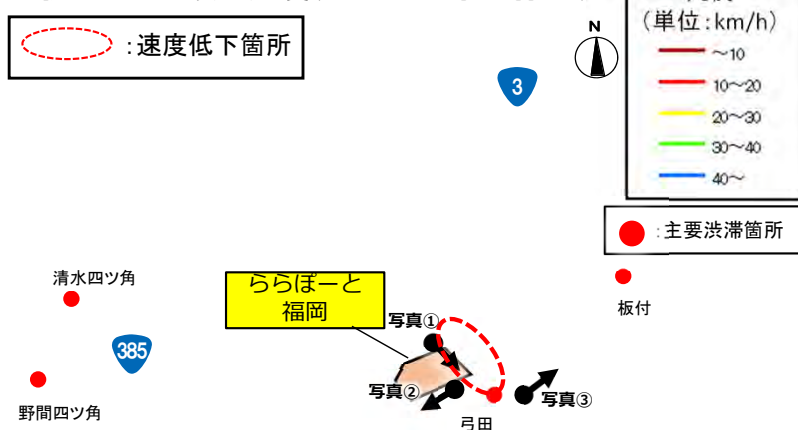 (単位:km/h)
～10
10～20
20～30
30～40
40～
:速度低下箇所
N
3
:主要渋滞箇所
板付
清水四ツ角
385
野間四ツ角
ららぽーと
福岡
写真①
写真②
写真③
弓田